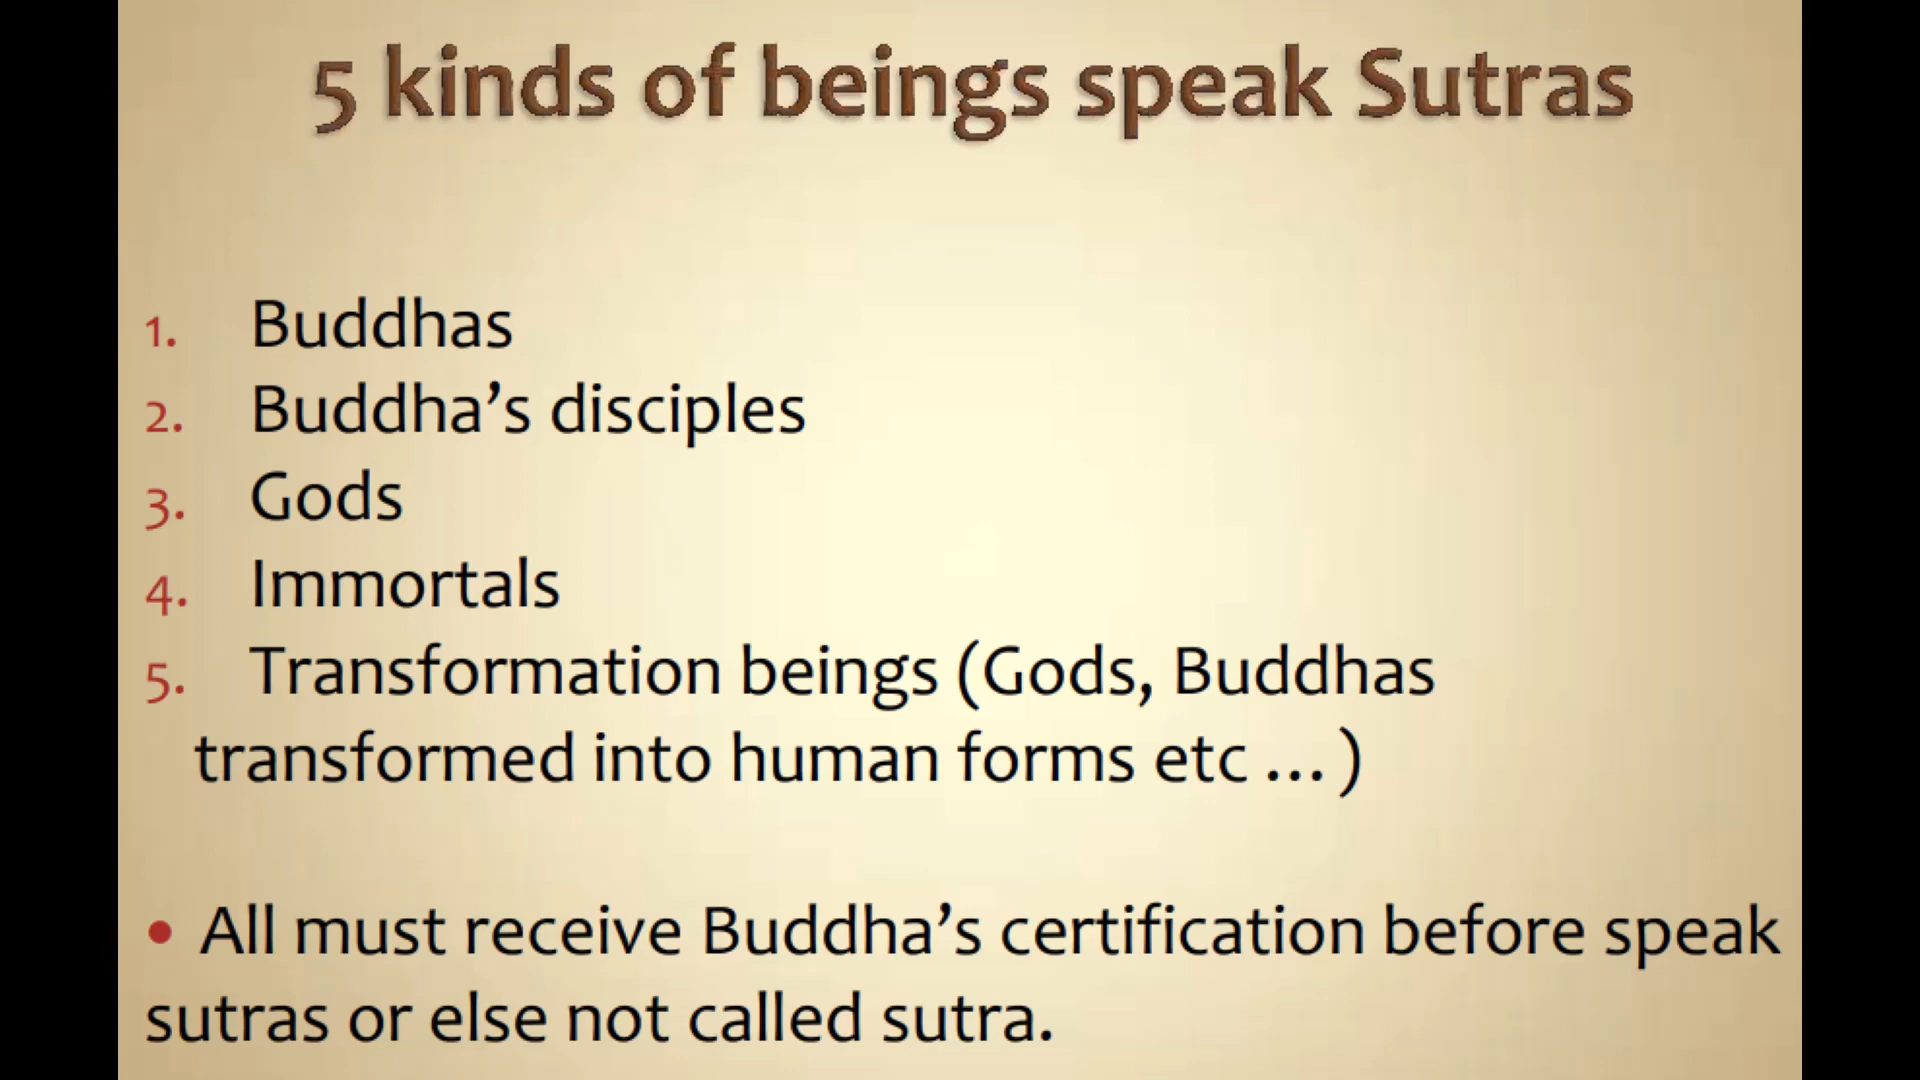 5 kinds of beings speak Sutras
1. Buddhas
2. Buddha’s disciples
3. Gods
4. Immortals
5. Transformation beings (Gods, Buddhas
transformed into human forms etc … )
• All must receive Buddha’s certification before speak
sutras or else not called sutra.